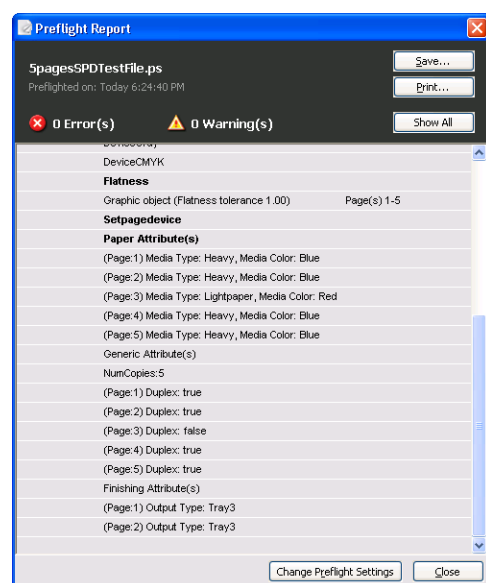 Preflight Report
5pagesSPDTestFile.ps
Preflighted on: Today 6:24:40 PM
Save...
Print...
0 Error(s)
0 Warning(s)
Show All
DeviceCMYK
Flatness
Graphic object (Flatness tolerance 1.00) Page(s) 1-5
Setpagedevice
Paper Attribute(s)
(Page:1) Media Type: Heavy, Media Color: Blue
(Page:2) Media Type: Heavy, Media Color: Blue
(Page:3) Media Type: Lightpaper, Media Color: Red
(Page:4) Media Type: Heavy, Media Color: Blue
(Page:5) Media Type: Heavy, Media Color: Blue
Generic Attribute(s)
NumCopies:5
(Page:1) Duplex: true
(Page:2) Duplex: true
(Page:3) Duplex: false
(Page:4) Duplex: true
(Page:5) Duplex: true
Finishing Attribute(s)
(Page:1) Output Type: Tray3
(Page:2) Output Type: Tray3
Change Preflight Settings
Close